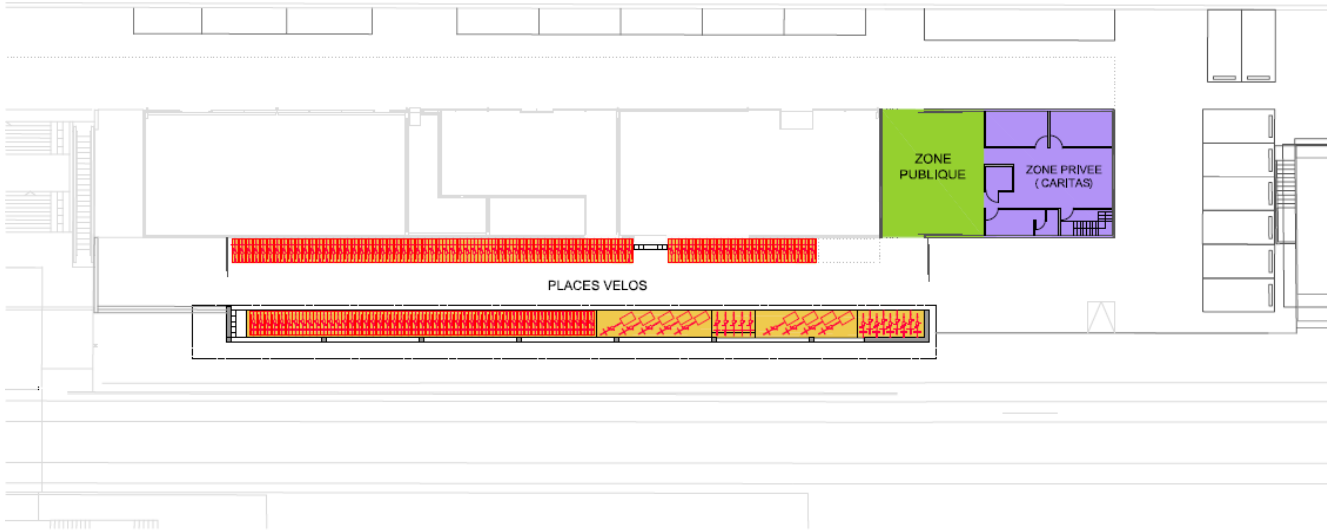 ZONE
PUBLIQUE
ZONE PRIVEE
( CARITAS)
PLACES VELOS